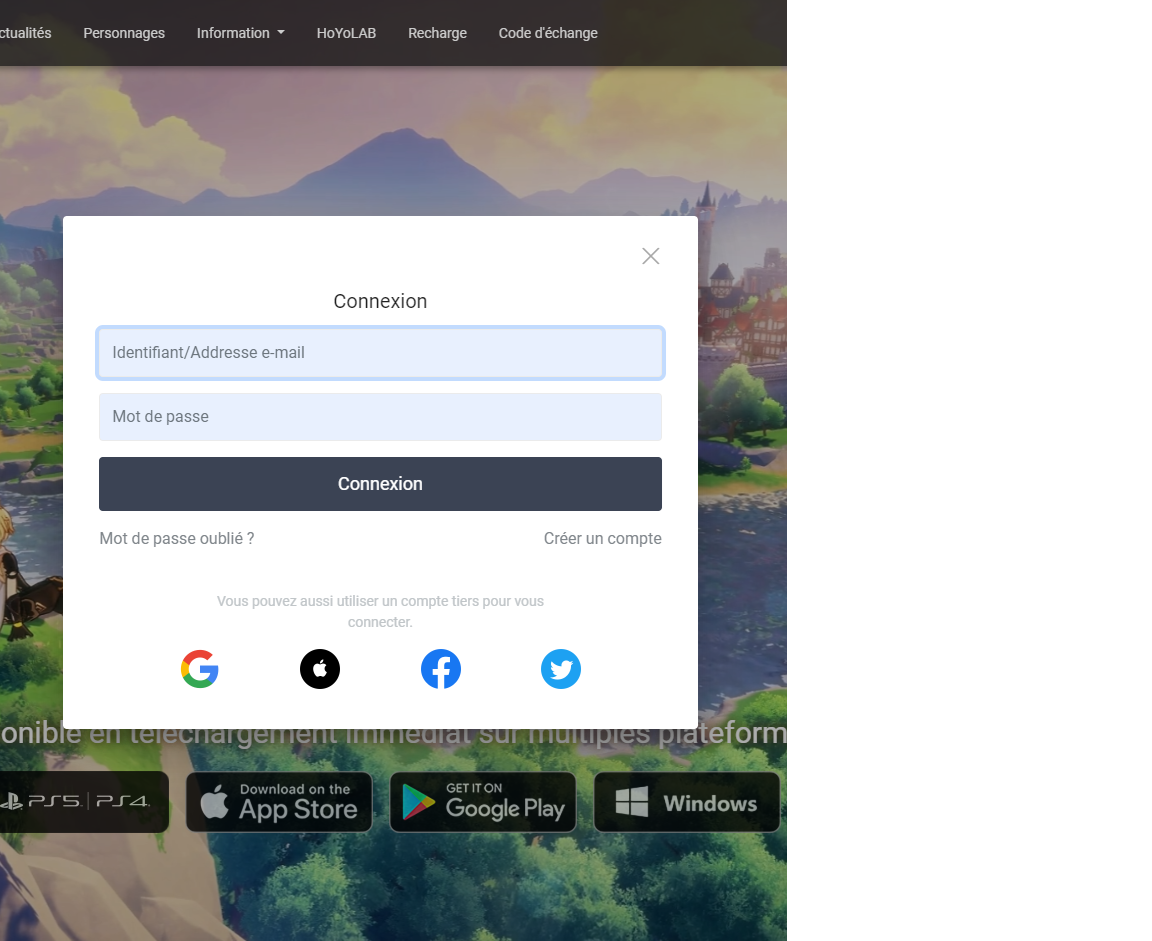 ctualités Personnages Information HoYoLAB Recharge Code d'échange
Connexion
Identifiant/Addresse e-mail
Mot de passe
Connexion
Mot de passe oublié ? Créer un compte
Vous pouvez aussi utiliser un compte tiers pour vous
connecter.
onible en téléchargement immédiat sur multiples plateform
PS5 | PS4 Download on the App Store GET IT ON Google Play Windows